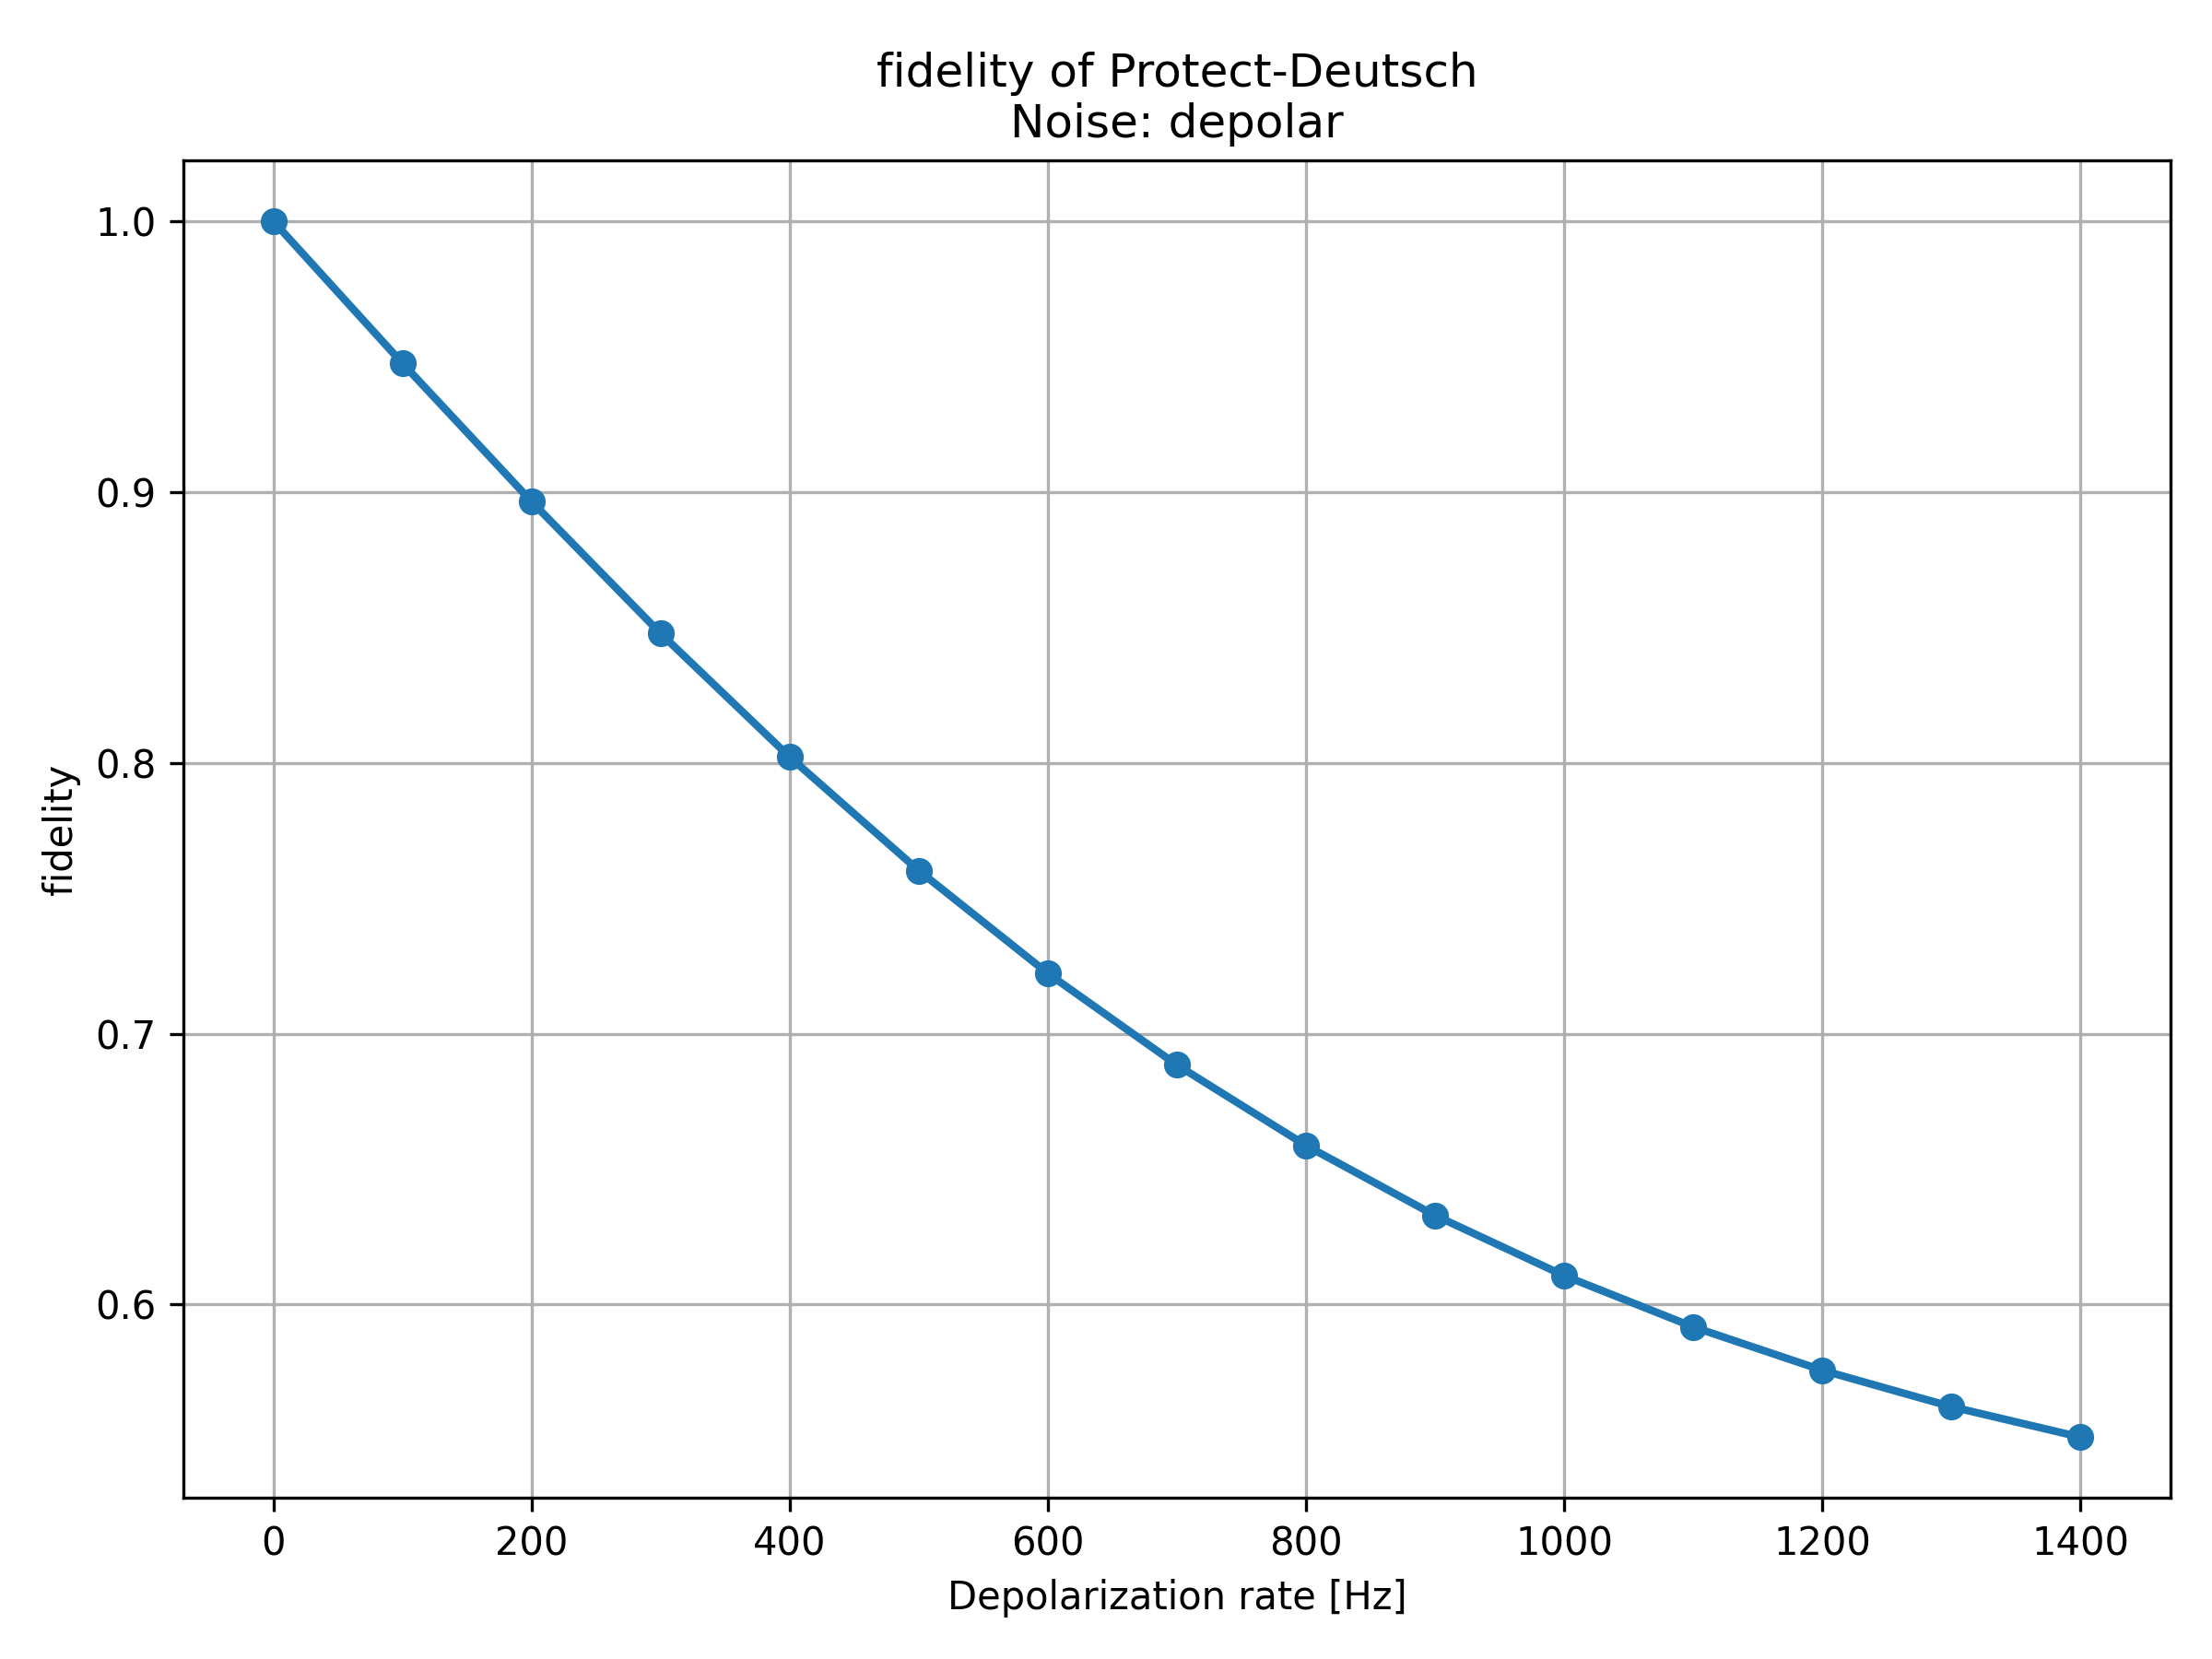 fidelity of Protect-Deutsch
Noise: depolar
1.0
0.9
0.8
0.7
0.6
fidelity
0 200 400 600 800 1000 1200 1400
Depolarization rate [Hz]